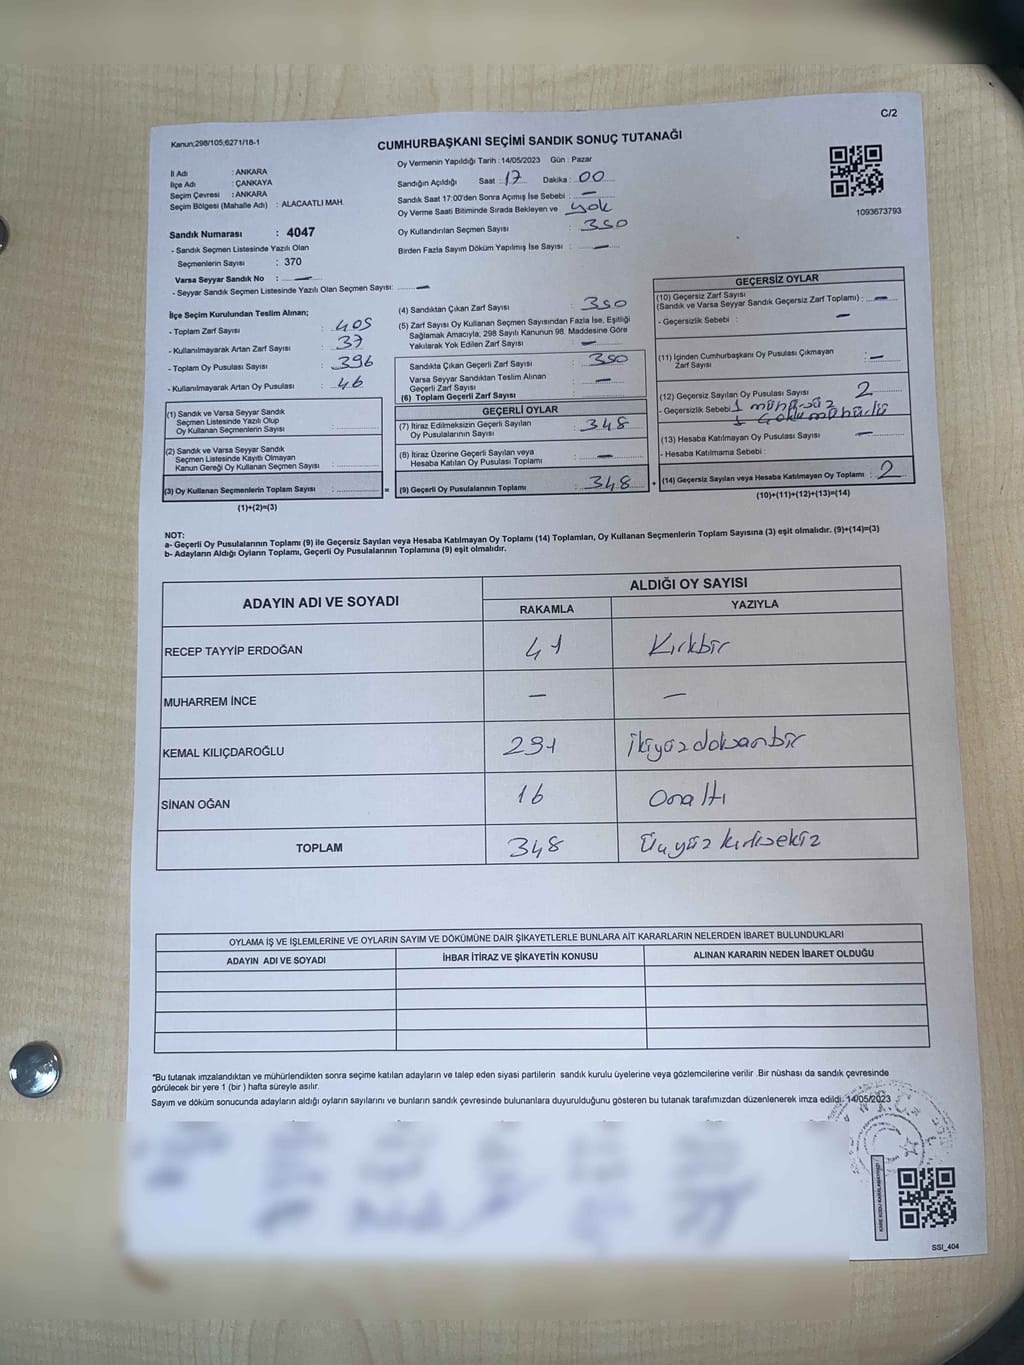 C/2
Kanun;298/105;6271/18-1
CUMHURBAŞKANI SEÇİMİ SANDIK SONUÇ TUTANAĞI
Oy Vermenin Yapıldığı Tarih : 14/05/2023 Gün : Pazar
İl Adı : ANKARA
İlçe Adı : ÇANKAYA
Seçim Çevresi : ANKARA
Seçim Bölgesi (Mahalle Adı) : ALACAATLI MAH.
Sandığın Açıldığı Saat : 17 Dakika : 00
Sandık Saat 17:00'den Sonra Açımış İse Sebebi : —
Oy Verme Saati Bitiminde Sırada Bekleyen ve yok
Oy Kullandırılan Seçmen Sayısı : 350
Birden Fazla Sayım Döküm Yapılmış İse Sayısı : —
1093673793
Sandık Numarası : 4047
- Sandık Seçmen Listesinde Yazılı Olan
Seçmenlerin Sayısı : 370
Varsa Seyyar Sandık No : —
- Seyyar Sandık Seçmen Listesinde Yazılı Olan Seçmen Sayısı: —
İlçe Seçim Kurulundan Teslim Alınan;
- Toplam Zarf Sayısı : 405
- Kullanılmayarak Artan Zarf Sayısı : 37
- Toplam Oy Pusulası Sayısı : 396
- Kullanılmayarak Artan Oy Pusulası : 46
(1) Sandık ve Varsa Seyyar Sandık
Seçmen Listesinde Yazılı Olup
Oy Kullanan Seçmenlerin Sayısı :
(2) Sandık ve Varsa Seyyar Sandık
Seçmen Listesinde Kayıtlı Olmayan
Kanun Gereği Oy Kullanan Seçmen Sayısı :
(3) Oy Kullanan Seçmenlerin Toplam Sayısı : =
(1)+(2)=(3)
(4) Sandıktan Çıkan Zarf Sayısı : 350
(5) Zarf Sayısı Oy Kullanan Seçmen Sayısından Fazla İse, Eşitliği
Sağlamak Amacıyla, 298 Sayılı Kanunun 98. Maddesine Göre
Yakılarak Yok Edilen Zarf Sayısı : —
Sandıkta Çıkan Geçerli Zarf Sayısı : 350
Varsa Seyyar Sandıktan Teslim Alınan
Geçerli Zarf Sayısı : —
(6) Toplam Geçerli Zarf Sayısı :
GEÇERLİ OYLAR
(7) İtiraz Edilmeksizin Geçerli Sayılan
Oy Pusulalarının Sayısı : 348
(8) İtiraz Üzerine Geçerli Sayılan veya
Hesaba Katılan Oy Pusulası Toplamı : —
(9) Geçerli Oy Pusulalarının Toplamı : 348 +
GEÇERSİZ OYLAR
(10) Geçersiz Zarf Sayısı
(Sandık ve Varsa Seyyar Sandık Geçersiz Zarf Toplamı) : —
- Geçersizlik Sebebi : —
(11) İçinden Cumhurbaşkanı Oy Pusulası Çıkmayan
Zarf Sayısı : —
(12) Geçersiz Sayılan Oy Pusulası Sayısı : 2
- Geçersizlik Sebebi 1 mühürsüz
1 Çoklu mühürlü
(13) Hesaba Katılmayan Oy Pusulası Sayısı : —
- Hesaba Katılmama Sebebi :
(14) Geçersiz Sayılan veya Hesaba Katılmayan Oy Toplamı : 2
(10)+(11)+(12)+(13)=(14)
NOT:
a- Geçerli Oy Pusulalarının Toplamı (9) ile Geçersiz Sayılan veya Hesaba Katılmayan Oy Toplamı (14) Toplamları, Oy Kullanan Seçmenlerin Toplam Sayısına (3) eşit olmalıdır. (9)+(14)=(3)
b- Adayların Aldığı Oyların Toplamı, Geçerli Oy Pusulalarının Toplamına (9) eşit olmalıdır.
ADAYIN ADI VE SOYADI
ALDIĞI OY SAYISI
RAKAMLA YAZIYLA
RECEP TAYYİP ERDOĞAN 41 Kırkbir
MUHARREM İNCE — —
KEMAL KILIÇDAROĞLU 291 ikiyüzdoksanbir
SİNAN OĞAN 16 Onaltı
TOPLAM 348 Üçyüz kırksekiz
OYLAMA İŞ VE İŞLEMLERİNE VE OYLARIN SAYIM VE DÖKÜMÜNE DAİR ŞİKAYETLERLE BUNLARA AİT KARARLARIN NELERDEN İBARET BULUNDUKLARI
ADAYIN ADI VE SOYADI İHBAR İTİRAZ VE ŞİKAYETİN KONUSU ALINAN KARARIN NEDEN İBARET OLDUĞU
*Bu tutanak imzalandıktan ve mühürlendikten sonra seçime katılan adayların ve talep eden siyasi partilerin sandık kurulu üyelerine veya gözlemcilerine verilir .Bir nüshası da sandık çevresinde
görülecek bir yere 1 (bir ) hafta süreyle asılır.
Sayım ve döküm sonucunda adayların aldığı oyların sayılarını ve bunların sandık çevresinde bulunanlara duyurulduğunu gösteren bu tutanak tarafımızdan düzenlenerek imza edildi. 14/05/2023
SSI_404